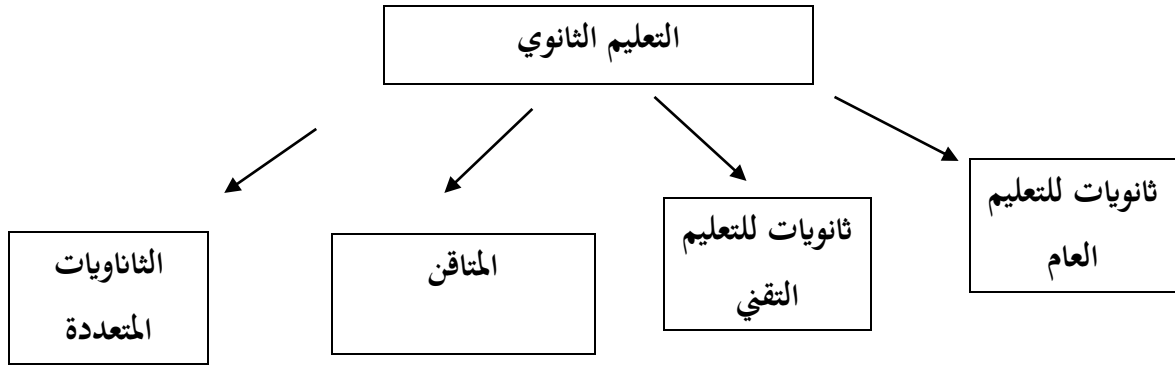 التعليم الثانوي
ثانويات للتعليم
العام
ثانويات للتعليم
التقني
المتاقن
الثاناويات
المتعددة